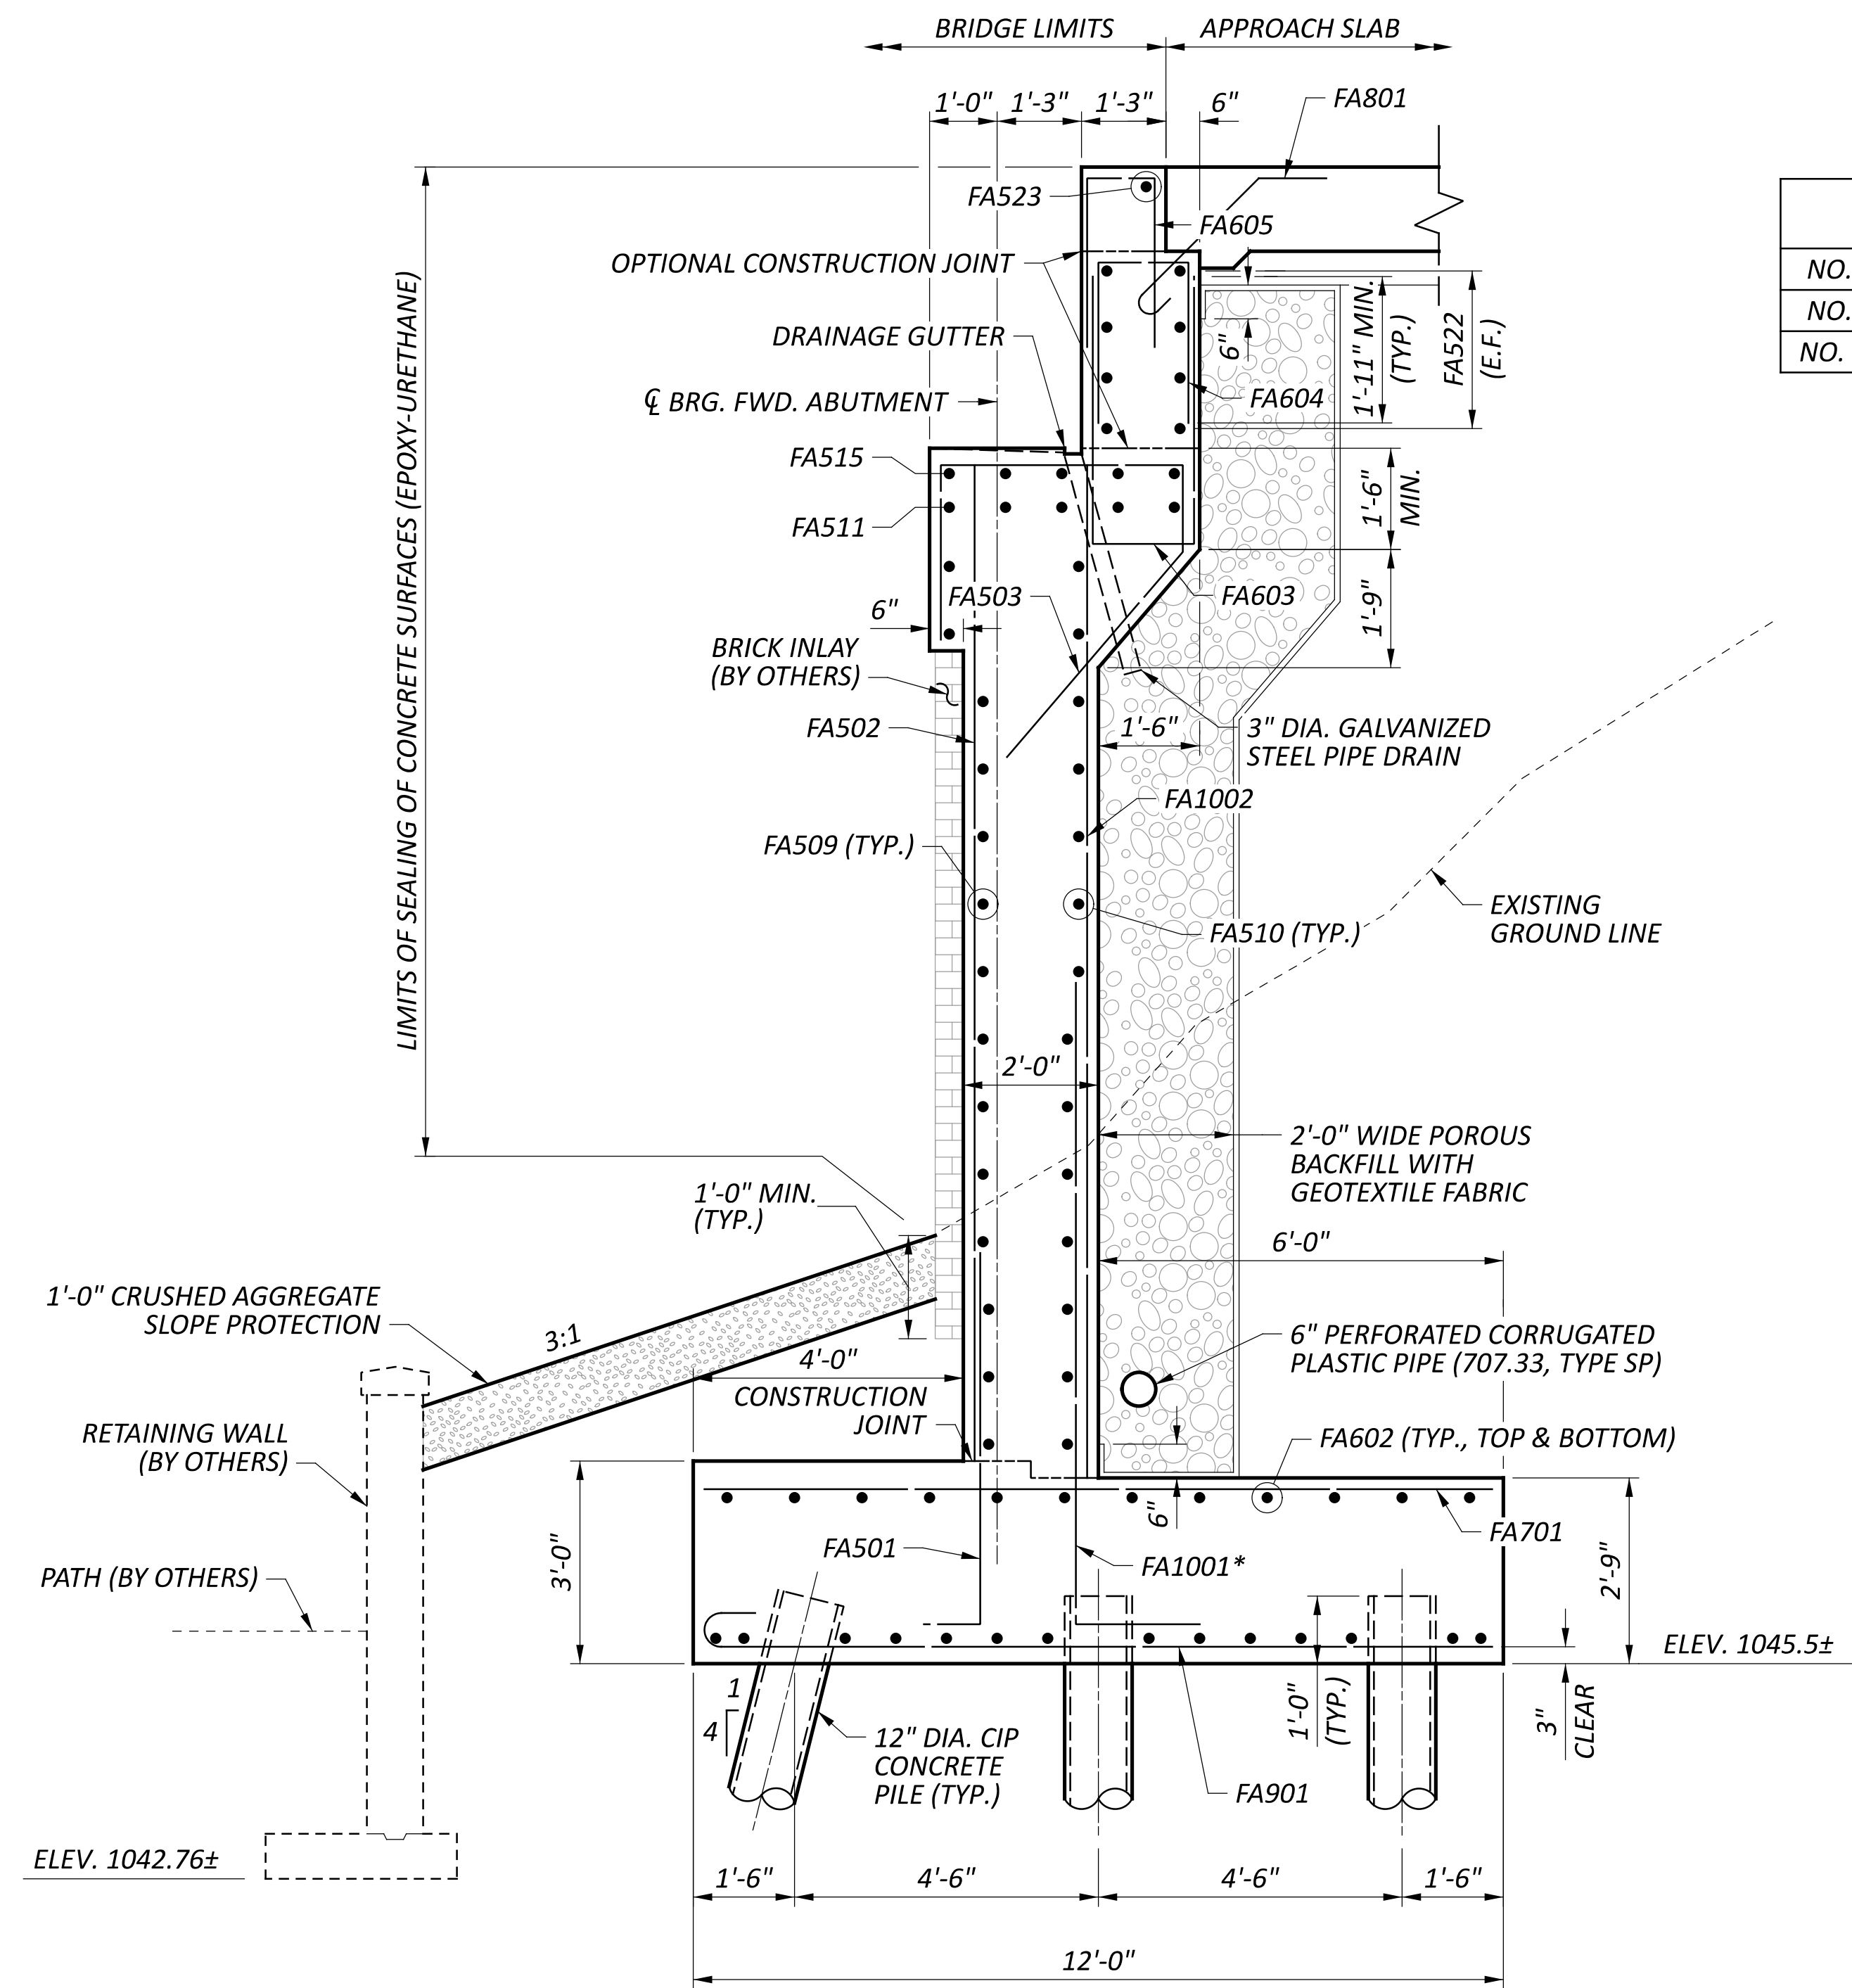 BRIDGE LIMITS
APPROACH SLAB
1'-0"
1'-3"
1'-3"
6"
FA801
FA523
FA605
OPTIONAL CONSTRUCTION JOINT
NO.
NO.
NO.
DRAINAGE GUTTER
6"
1'-11" MIN.
(TYP.)
FA522
(E.F.)
℄ BRG. FWD. ABUTMENT
FA604
FA515
FA511
1'-6"
MIN.
LIMITS OF SEALING OF CONCRETE SURFACES (EPOXY-URETHANE)
6"
FA503
FA603
1'-9"
BRICK INLAY
(BY OTHERS)
FA502
1'-6"
3" DIA. GALVANIZED
STEEL PIPE DRAIN
FA1002
FA509 (TYP.)
FA510 (TYP.)
EXISTING
GROUND LINE
2'-0"
2'-0" WIDE POROUS
BACKFILL WITH
GEOTEXTILE FABRIC
1'-0" MIN.
(TYP.)
6'-0"
1'-0" CRUSHED AGGREGATE
SLOPE PROTECTION
3:1
4'-0"
6" PERFORATED CORRUGATED
PLASTIC PIPE (707.33, TYPE SP)
CONSTRUCTION
JOINT
RETAINING WALL
(BY OTHERS)
FA602 (TYP., TOP & BOTTOM)
6"
FA701
3'-0"
FA501
FA1001*
2'-9"
PATH (BY OTHERS)
ELEV. 1045.5±
1
4
12" DIA. CIP
CONCRETE
PILE (TYP.)
1'-0"
(TYP.)
3"
CLEAR
FA901
ELEV. 1042.76±
1'-6"
4'-6"
4'-6"
1'-6"
12'-0"